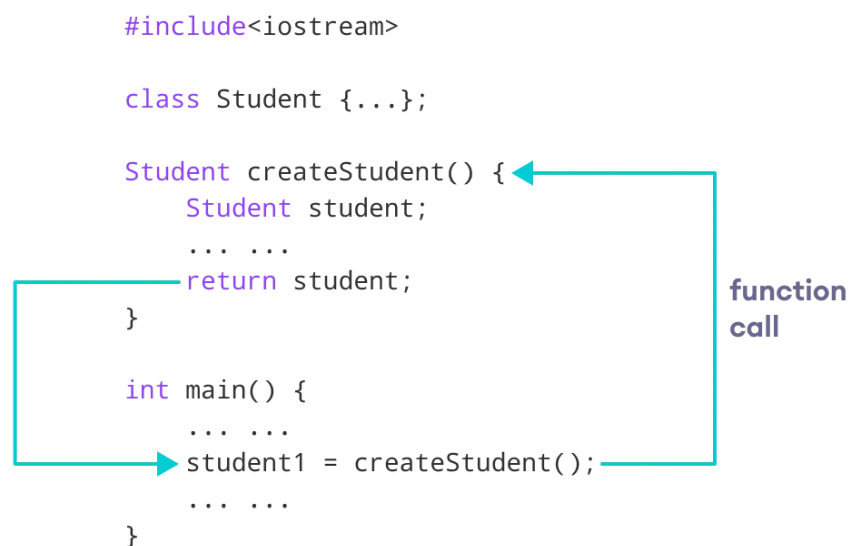 #include<iostream>
class Student {...};
Student createStudent() {
Student student;
... ...
return student;
}
function
call
int main() {
... ...
student1 = createStudent();
... ...
}